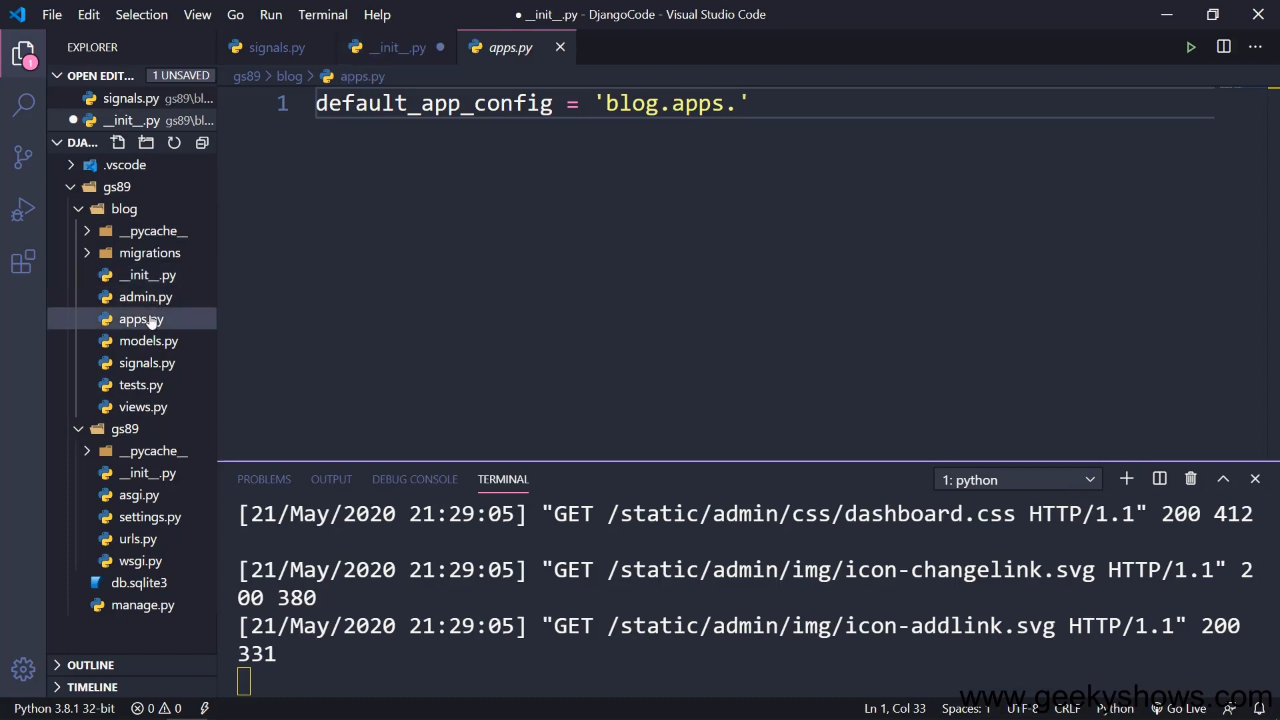 File Edit Selection View Go Run Terminal Help
● __init__.py - DjangoCode - Visual Studio Code
EXPLORER
signals.py
__init__.py
apps.py
OPEN EDIT... 1 UNSAVED
signals.py gs89\bl...
__init__.py gs89\bl...
gs89 > blog > apps.py
1 default_app_config = 'blog.apps.'
DJA...
.vscode
gs89
blog
__pycache__
migrations
__init__.py
admin.py
apps.py
models.py
signals.py
tests.py
views.py
gs89
__pycache__
__init__.py
asgi.py
settings.py
urls.py
wsgi.py
db.sqlite3
manage.py
OUTLINE
TIMELINE
PROBLEMS OUTPUT DEBUG CONSOLE TERMINAL 1: python
[21/May/2020 21:29:05] "GET /static/admin/css/dashboard.css HTTP/1.1" 200 412
[21/May/2020 21:29:05] "GET /static/admin/img/icon-changelink.svg HTTP/1.1" 2
00 380
[21/May/2020 21:29:05] "GET /static/admin/img/icon-addlink.svg HTTP/1.1" 200
331
www.geekyshows.com
Python 3.8.1 32-bit 0 0 Ln 1, Col 33 Spaces: 1 UTF-8 CRLF Python Go Live